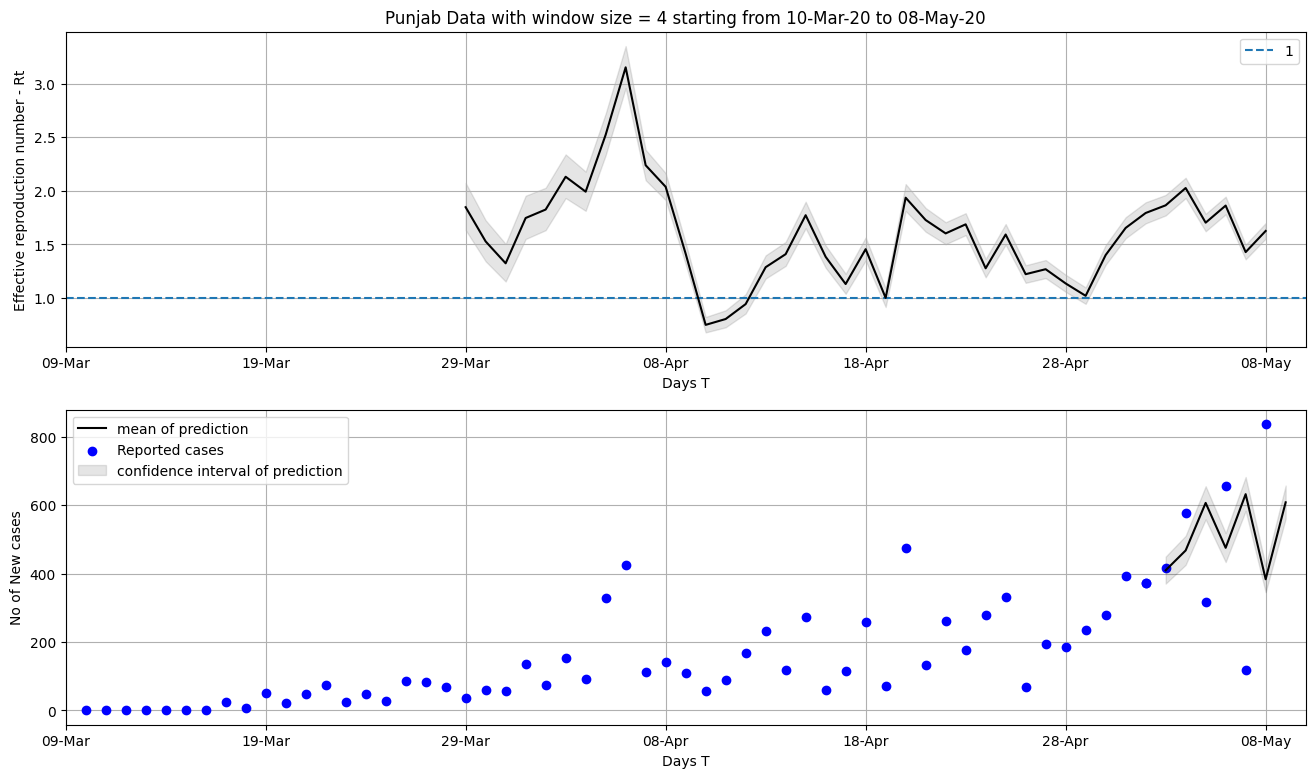 Punjab Data with window size = 4 starting from 10-Mar-20 to 08-May-20
1
Effective reproduction number - Rt
3.0
2.5
2.0
1.5
1.0
09-Mar 19-Mar 29-Mar 08-Apr 18-Apr 28-Apr 08-May
Days T
mean of prediction
Reported cases
confidence interval of prediction
No of New cases
800
600
400
200
0
09-Mar 19-Mar 29-Mar 08-Apr 18-Apr 28-Apr 08-May
Days T